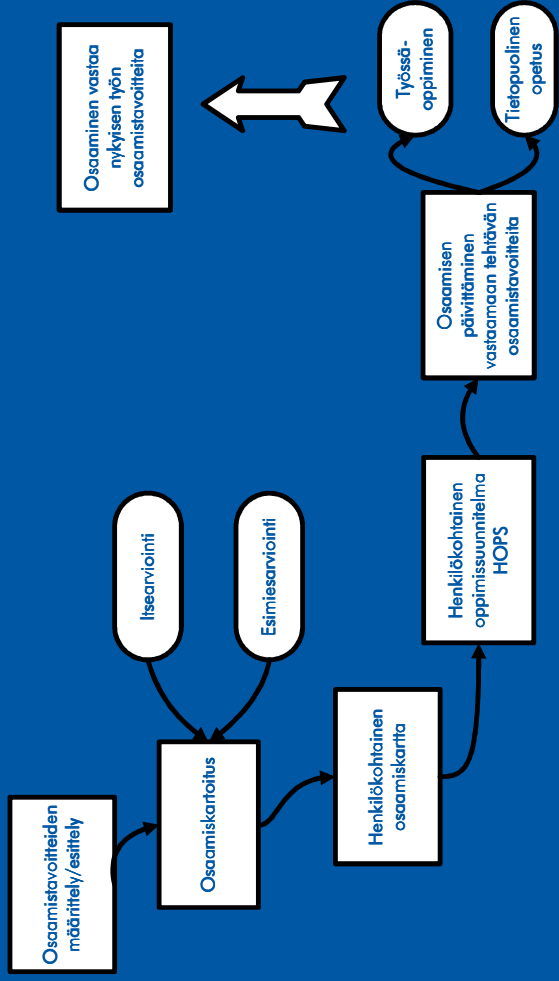 Osaamistavoitteiden
määrittely/esittely
Osaamiskartoitus
Itsearviointi
Esimiesarviointi
Henkilökohtainen
osaamiskartta
Henkilökohtainen
oppimissuunnitelma
HOPS
Osaamisen
päivittäminen
vastaamaan tehtävän
osaamistavoitteita
Työssä-
oppiminen
Tietopuolinen
opetus
Osaaminen vastaa
nykyisen työn
osaamistavoitteita